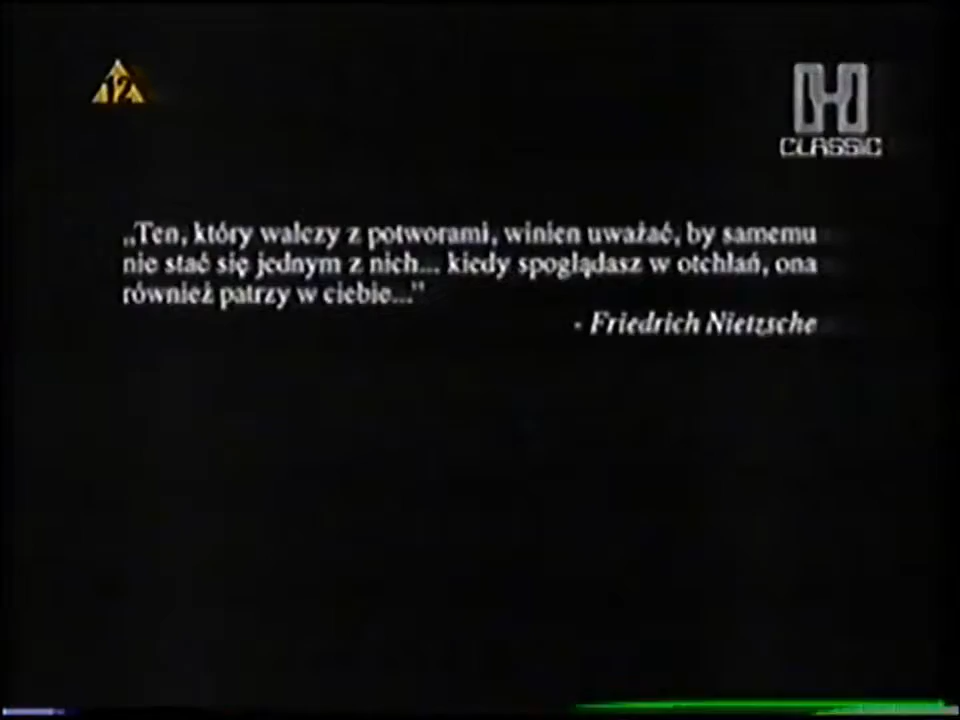 12
H
CLASSIC
„Ten, który walczy z potworami, winien uważać, by samemu
nie stać się jednym z nich... kiedy spoglądasz w otchłań, ona
również patrzy w ciebie..."
- Friedrich Nietzsche